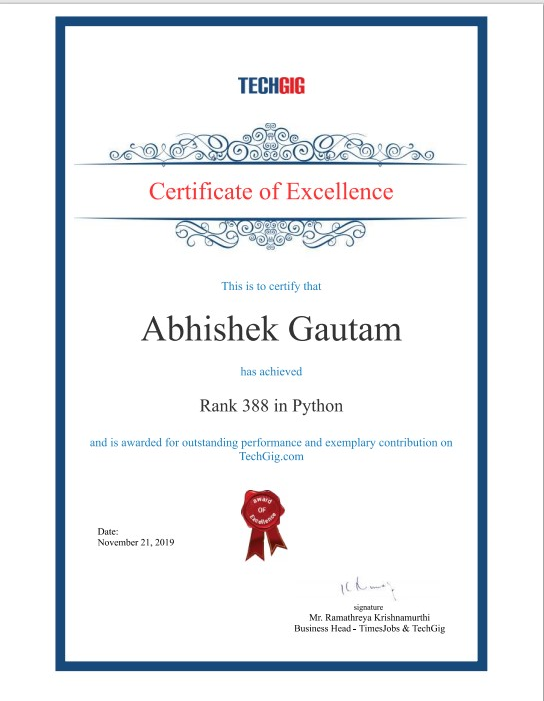 TECHGIG
Certificate of Excellence
This is to certify that
Abhishek Gautam
has achieved
Rank 388 in Python
and is awarded for outstanding performance and exemplary contribution on
TechGig.com
award
OF
Excellence
Date:
November 21, 2019
signature
Mr. Ramathreya Krishnamurthi
Business Head - TimesJobs & TechGig